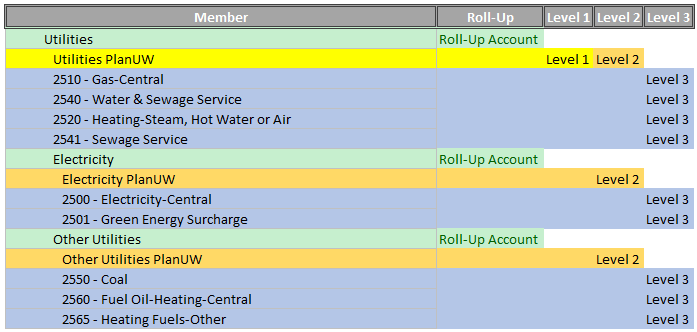 Member Roll-Up Level 1 Level 2 Level 3
Utilities Roll-Up Account
Utilities PlanUW Level 1 Level 2
2510 - Gas-Central Level 3
2540 - Water & Sewage Service Level 3
2520 - Heating-Steam, Hot Water or Air Level 3
2541 - Sewage Service Level 3
Electricity Roll-Up Account
Electricity PlanUW Level 2
2500 - Electricity-Central Level 3
2501 - Green Energy Surcharge Level 3
Other Utilities Roll-Up Account
Other Utilities PlanUW Level 2
2550 - Coal Level 3
2560 - Fuel Oil-Heating-Central Level 3
2565 - Heating Fuels-Other Level 3